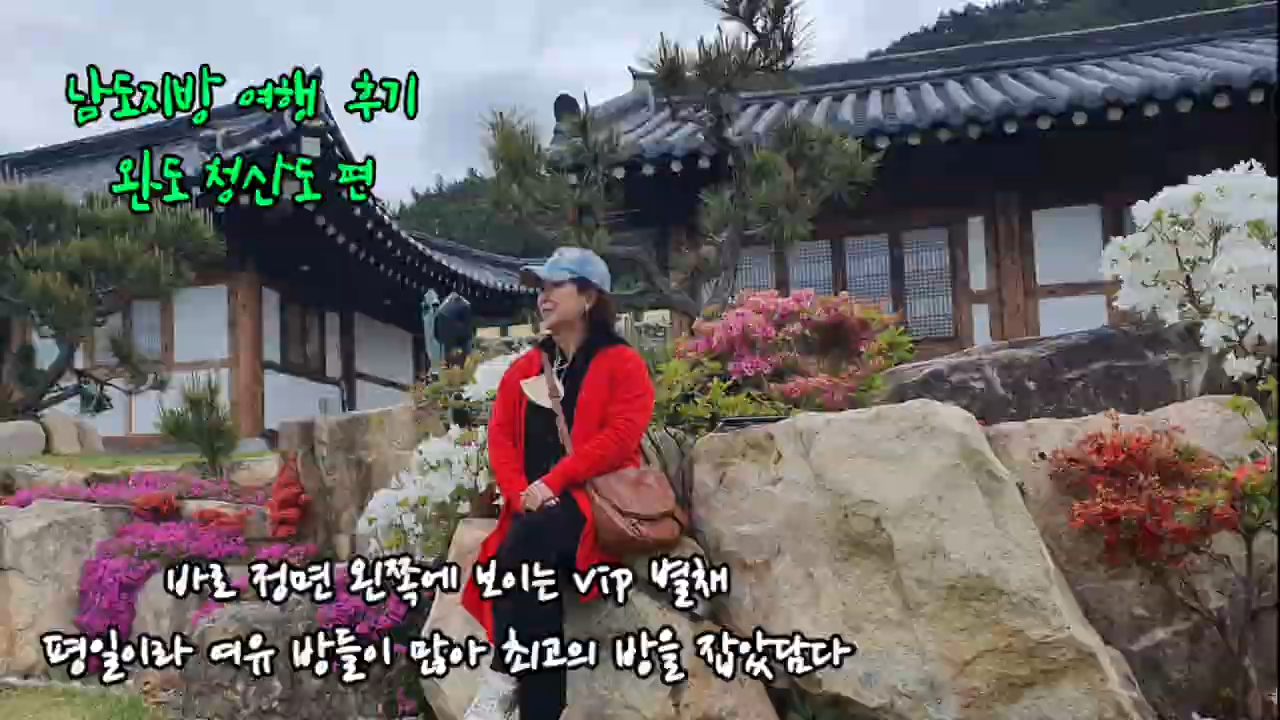 남도지방 여행 추기
완도 청산도 편
바로 정면 왼쪽에 보이는 vip 별채
평일이라 여유 방들이 많아 최고의 방을 잡았답니다